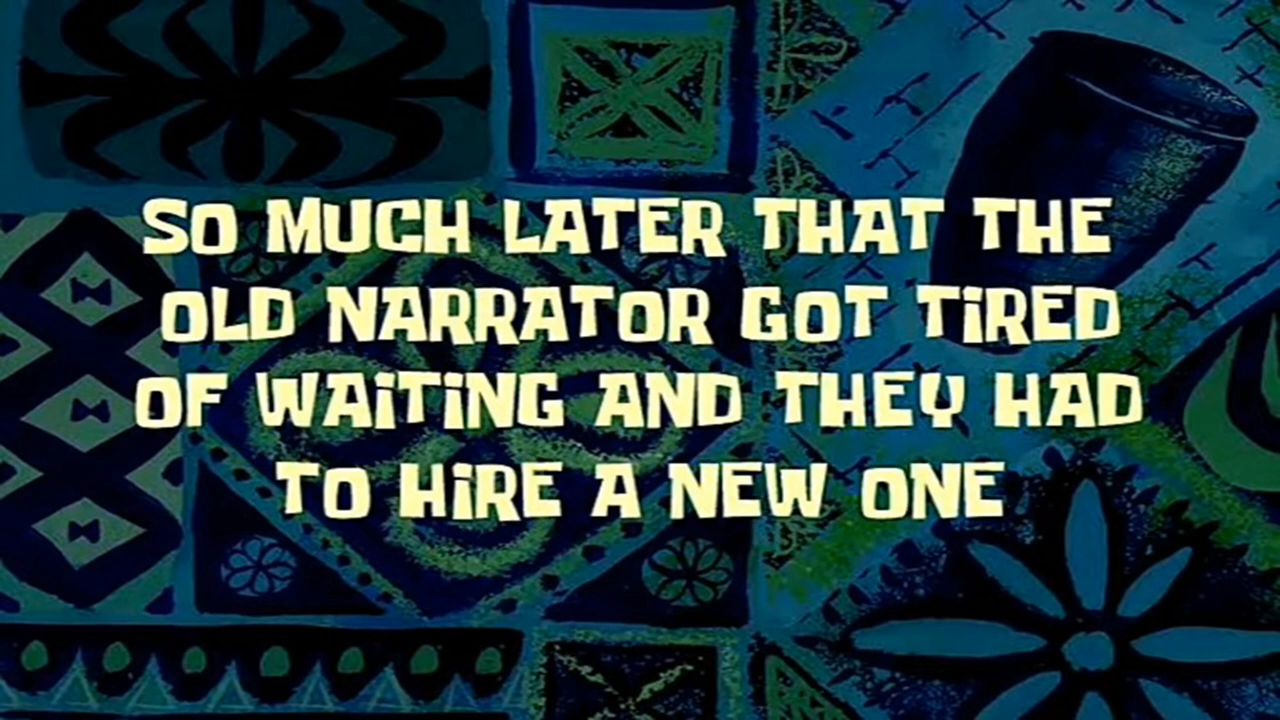 SO MUCH LATER THAT THE
OLD NARRATOR GOT TiRED
OF WAiTiNG AND THEY HAD
TO HiRE A NEW ONE